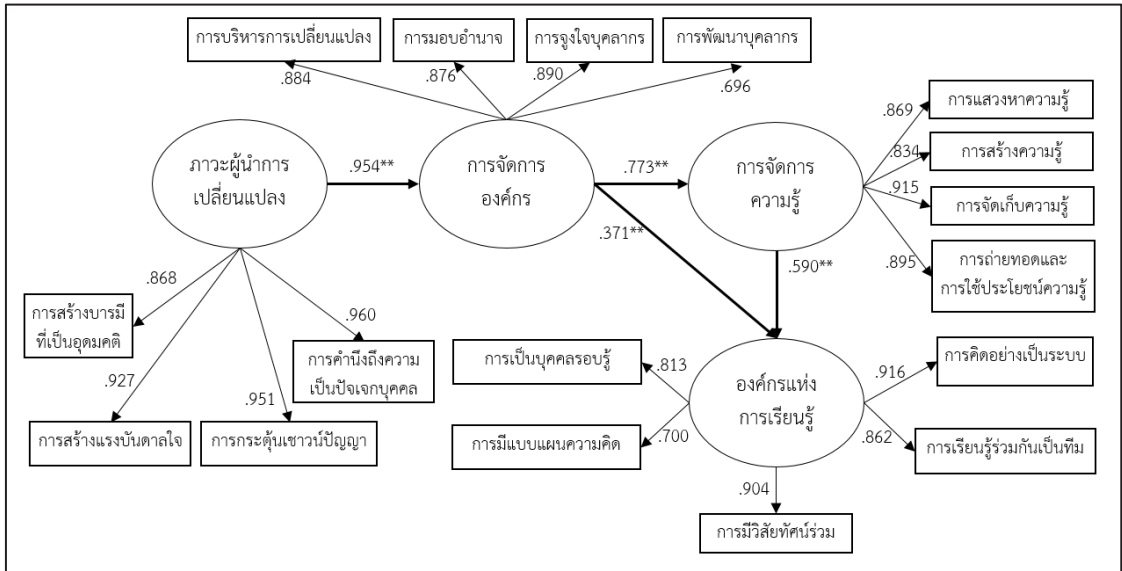 การบริหารการเปลี่ยนแปลง
การมอบอำนาจ
การจูงใจบุคลากร
การพัฒนาบุคลากร
.884
.876
.890
.696
ภาวะผู้นำการ
เปลี่ยนแปลง
.954**
การจัดการ
องค์กร
.773**
.371**
การจัดการ
ความรู้
.590**
.869
การแสวงหาความรู้
.834
การสร้างความรู้
.915
การจัดเก็บความรู้
.895
การถ่ายทอดและ
การใช้ประโยชน์ความรู้
.868
การสร้างบารมี
ที่เป็นอุดมคติ
.927
การสร้างแรงบันดาลใจ
.951
การกระตุ้นเชาวน์ปัญญา
.960
การคำนึงถึงความ
เป็นปัจเจกบุคคล
องค์กรแห่ง
การเรียนรู้
การเป็นบุคคลรอบรู้
.813
การมีแบบแผนความคิด
.700
.904
การมีวิสัยทัศน์ร่วม
.916
การคิดอย่างเป็นระบบ
.862
การเรียนรู้ร่วมกันเป็นทีม